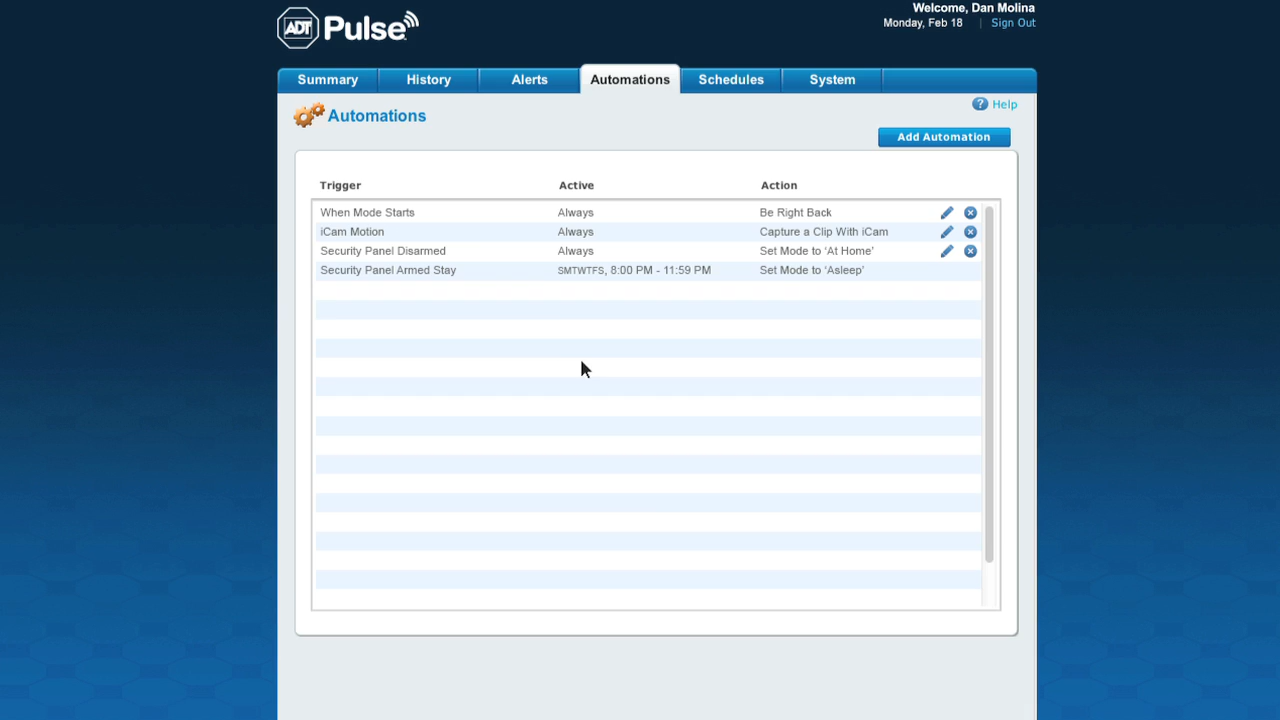 Welcome, Dan Molina
ADT Pulse
Monday, Feb 18 | Sign Out
Summary History Alerts Automations Schedules System
? Help
Automations
Add Automation
Trigger Active Action
When Mode Starts Always Be Right Back
iCam Motion Always Capture a Clip With iCam
Security Panel Disarmed Always Set Mode to ‘At Home’
Security Panel Armed Stay SMTWTFS, 8:00 PM - 11:59 PM Set Mode to ‘Asleep’